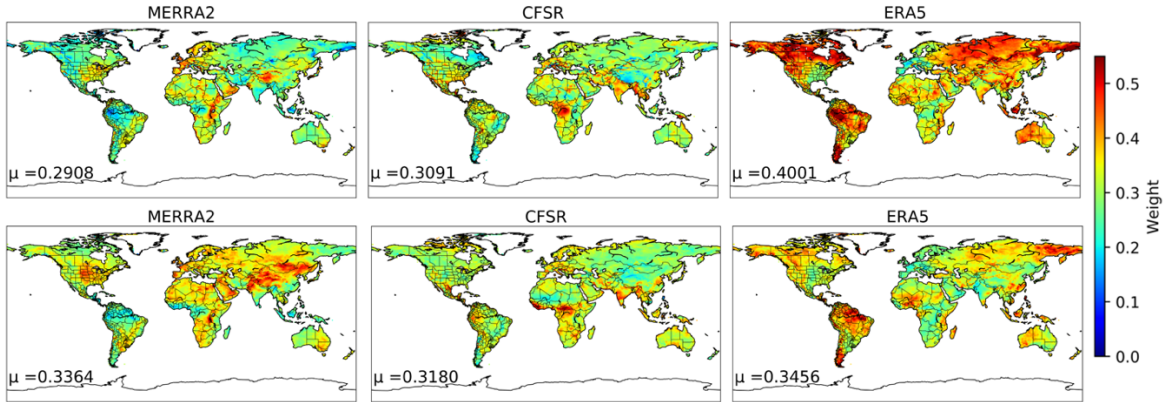 MERRA2 CFSR ERA5
μ =0.2908 μ =0.3091 μ =0.4001
MERRA2 CFSR ERA5
μ =0.3364 μ =0.3180 μ =0.3456
0.5
0.4
0.3
0.2
0.1
0.0
Weight